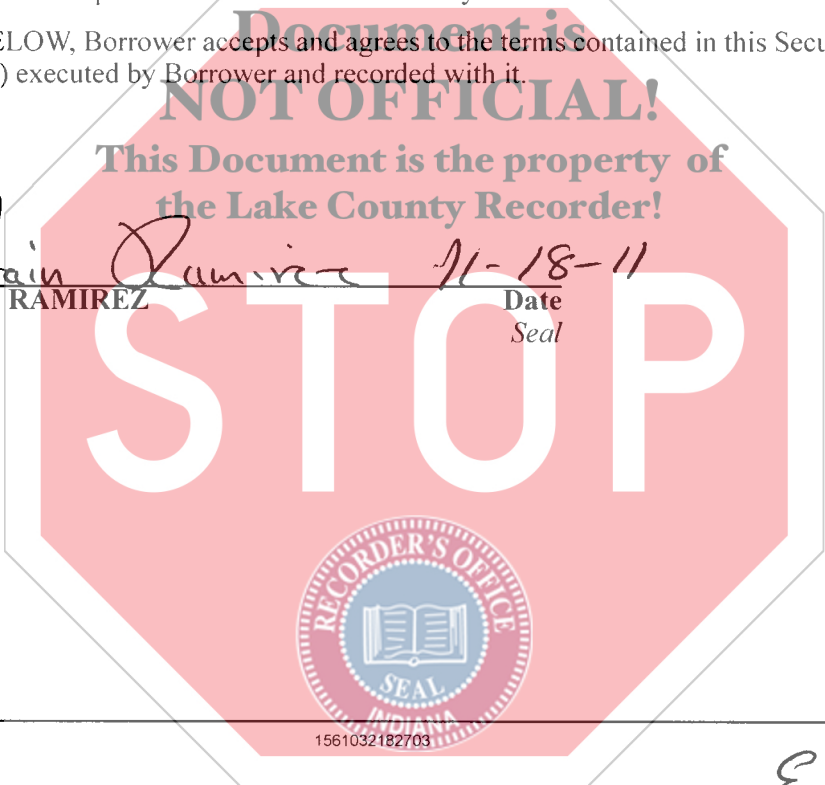 Document is
ELOW, Borrower accepts and agrees to the terms contained in this Secu
) executed by Borrower and recorded with it.
NOT OFFICIAL!
This Document is the property of
the Lake County Recorder!
ain Ramirez 11-18-11
RAMIREZ Date
Seal
STOP
RECORDER'S OFFICE
SEAL
INDIANA
1561032182703